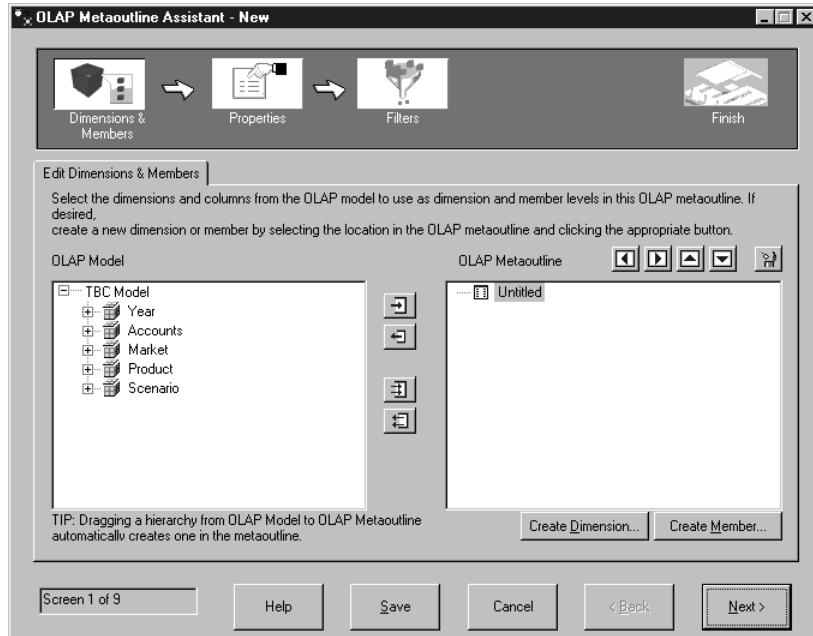 OLAP Metaoutline Assistant - New
Dimensions &
Members
Properties
Filters
Finish
Edit Dimensions & Members
Select the dimensions and columns from the OLAP model to use as dimension and member levels in this OLAP metaoutline. If
desired,
create a new dimension or member by selecting the location in the OLAP metaoutline and clicking the appropriate button.
OLAP Model
OLAP Metaoutline
TBC Model
Year
Accounts
Market
Product
Scenario
Untitled
TIP: Dragging a hierarchy from OLAP Model to OLAP Metaoutline
automatically creates one in the metaoutline.
Create Dimension...
Create Member...
Screen 1 of 9
Help
Save
Cancel
< Back
Next >